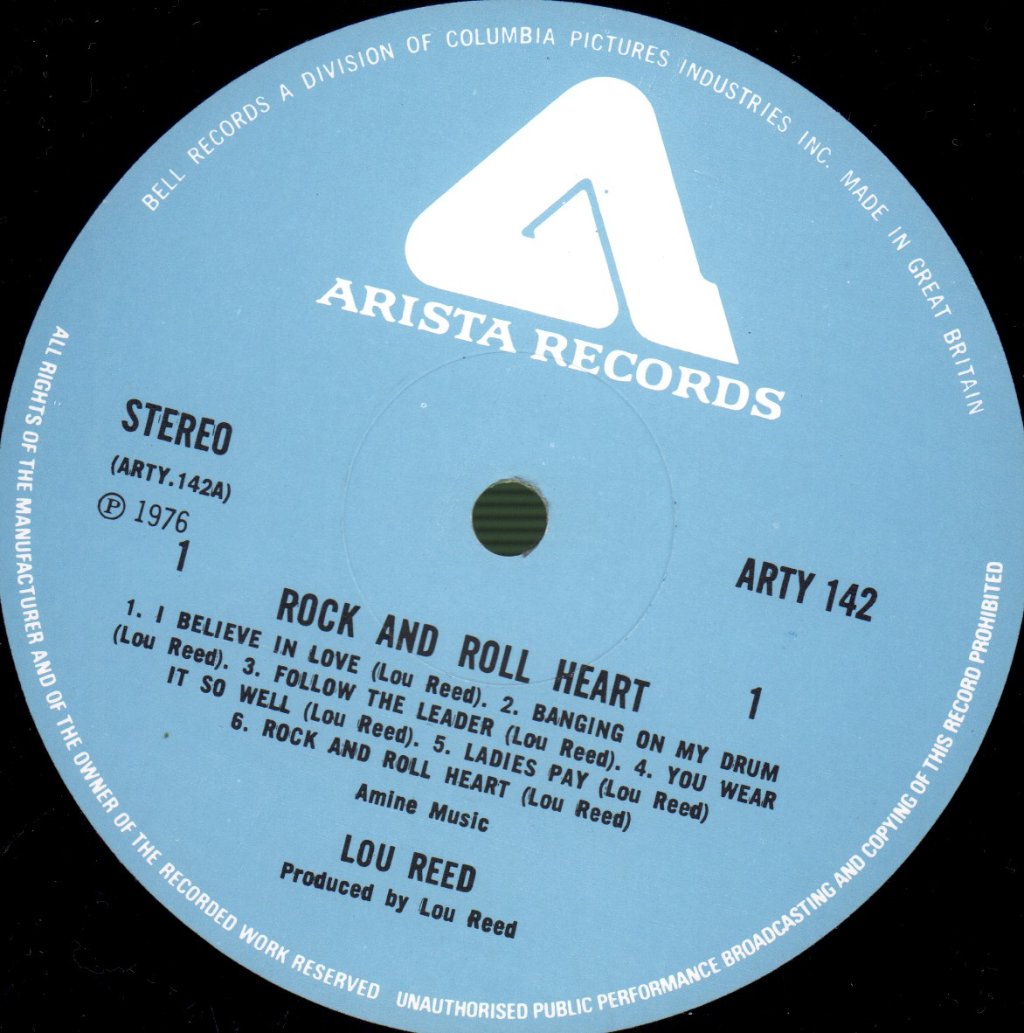 BELL RECORDS A DIVISION OF COLUMBIA PICTURES INDUSTRIES INC. MADE IN GREAT BRITAIN
ARISTA RECORDS
STEREO
(ARTY.142A)
Ⓟ 1976
1
ARTY 142
1
ROCK AND ROLL HEART
1. I BELIEVE IN LOVE (Lou Reed). 2. BANGING ON MY DRUM
(Lou Reed). 3. FOLLOW THE LEADER (Lou Reed). 4. YOU WEAR
IT SO WELL (Lou Reed). 5. LADIES PAY (Lou Reed)
6. ROCK AND ROLL HEART (Lou Reed)
Amine Music
LOU REED
Produced by Lou Reed
ALL RIGHTS OF THE MANUFACTURER AND OF THE OWNER OF THE RECORDED WORK RESERVED UNAUTHORISED PUBLIC PERFORMANCE BROADCASTING AND COPYING OF THIS RECORD PROHIBITED